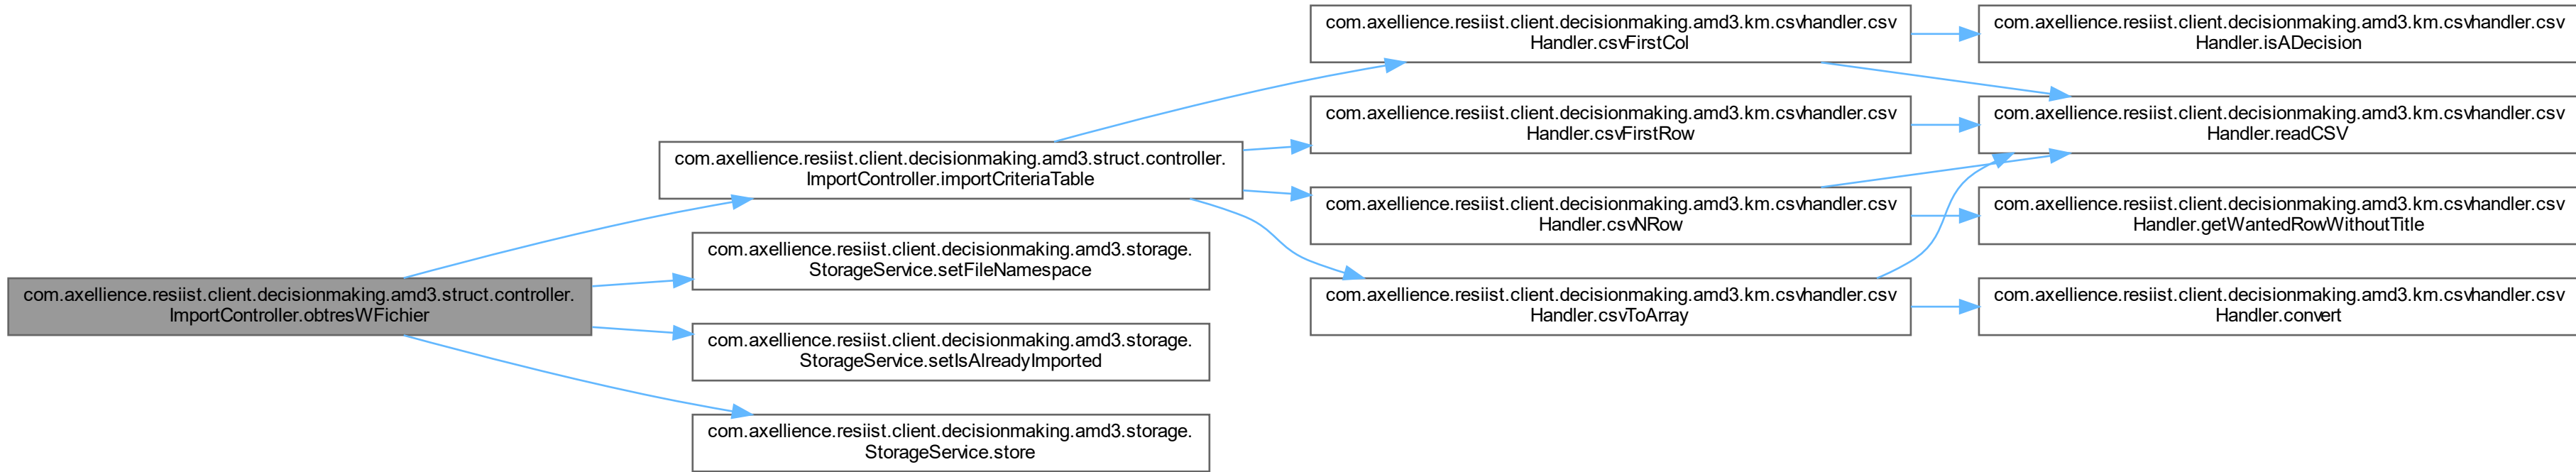 com.axellience.resiist.client.decisionmaking.amd3.struct.controller.
ImportController.obtresWFichier
com.axellience.resiist.client.decisionmaking.amd3.struct.controller.
ImportController.importCriteriaTable
com.axellience.resiist.client.decisionmaking.amd3.storage.
StorageService.setFileNamespace
com.axellience.resiist.client.decisionmaking.amd3.storage.
StorageService.setIsAlreadyImported
com.axellience.resiist.client.decisionmaking.amd3.storage.
StorageService.store
com.axellience.resiist.client.decisionmaking.amd3.km.csvhandler.csv
Handler.csvFirstCol
com.axellience.resiist.client.decisionmaking.amd3.km.csvhandler.csv
Handler.csvFirstRow
com.axellience.resiist.client.decisionmaking.amd3.km.csvhandler.csv
Handler.csvNRow
com.axellience.resiist.client.decisionmaking.amd3.km.csvhandler.csv
Handler.csvToArray
com.axellience.resiist.client.decisionmaking.amd3.km.csvhandler.csv
Handler.isADecision
com.axellience.resiist.client.decisionmaking.amd3.km.csvhandler.csv
Handler.readCSV
com.axellience.resiist.client.decisionmaking.amd3.km.csvhandler.csv
Handler.getWantedRowWithoutTitle
com.axellience.resiist.client.decisionmaking.amd3.km.csvhandler.csv
Handler.convert